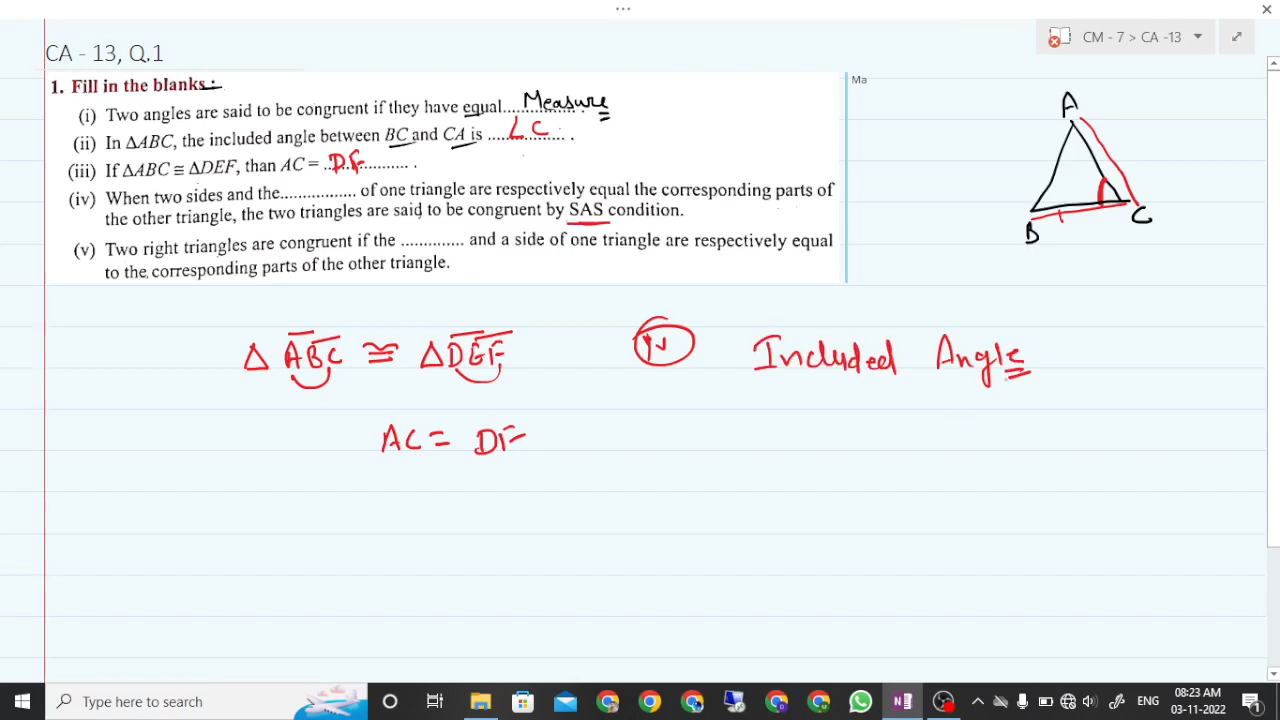 CM - 7 > CA -13
CA - 13, Q.1
1. Fill in the blanks :
(i) Two angles are said to be congruent if they have equal....Measure.... .
(ii) In ΔABC, the included angle between BC and CA is ....∠C.... .
(iii) If ΔABC ≡ ΔDEF, than AC = ....DF.... .
(iv) When two sides and the................ of one triangle are respectively equal the corresponding parts of
the other triangle, the two triangles are said to be congruent by SAS condition.
(v) Two right triangles are congruent if the .............. and a side of one triangle are respectively equal
to the corresponding parts of the other triangle.
Ma
A
B
C
Δ ABC ≅ Δ DEF
iv Included Angle
AC = DF
Type here to search
ENG
08:23 AM
03-11-2022
1